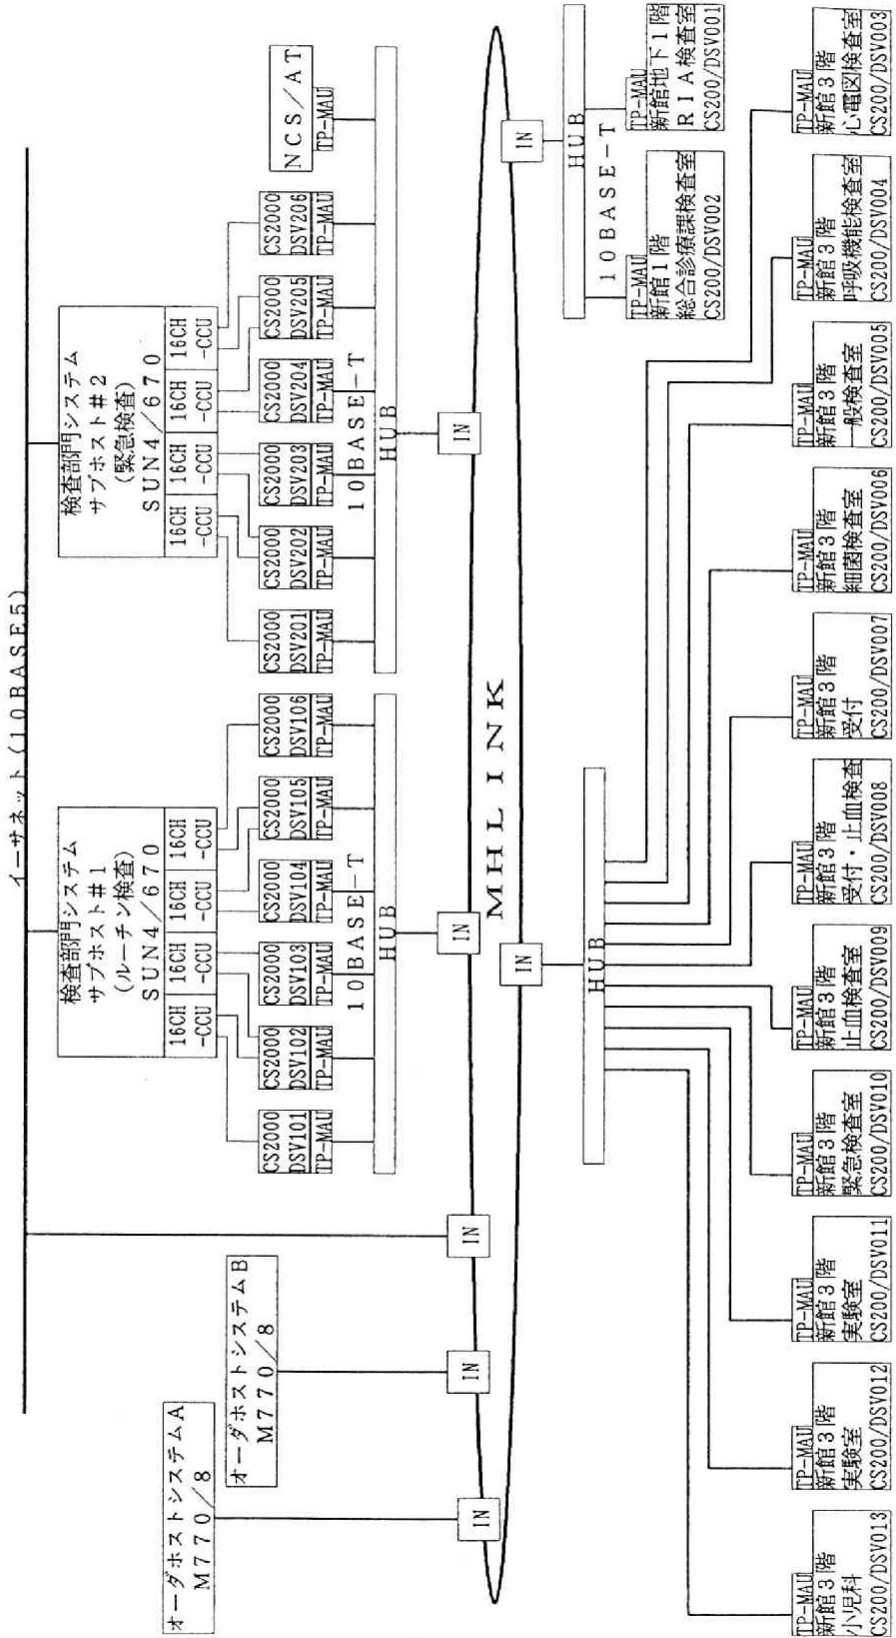 イーサネット(10BASE5)
オーダホストシステムA
M770/8
オーダホストシステムB
M770/8
検査部門システム
サブホスト#1
(ルーチン検査)
SUN4/670
16CH
-CCU
16CH
-CCU
16CH
-CCU
16CH
-CCU
CS2000
DSV101
TP-MAU
CS2000
DSV102
TP-MAU
CS2000
DSV103
TP-MAU
CS2000
DSV104
TP-MAU
CS2000
DSV105
TP-MAU
CS2000
DSV106
TP-MAU
10BASE-T
HUB
検査部門システム
サブホスト#2
(緊急検査)
SUN4/670
16CH
-CCU
16CH
-CCU
16CH
-CCU
16CH
-CCU
CS2000
DSV201
TP-MAU
CS2000
DSV202
TP-MAU
CS2000
DSV203
TP-MAU
CS2000
DSV204
TP-MAU
CS2000
DSV205
TP-MAU
CS2000
DSV206
TP-MAU
NCS/AT
TP-MAU
10BASE-T
HUB
IN
IN
IN
IN
IN
MHLINK
IN
IN
HUB
HUB
10BASE-T
TP-MAU
新館1階
総合診療課検査室
CS200/DSV002
TP-MAU
新館地下1階
RIA検査室
CS200/DSV001
TP-MAU
新館3階
小児科
CS200/DSV013
TP-MAU
新館3階
実験室
CS200/DSV012
TP-MAU
新館3階
実験室
CS200/DSV011
TP-MAU
新館3階
緊急検査室
CS200/DSV010
TP-MAU
新館3階
止血検査室
CS200/DSV009
TP-MAU
新館3階
受付・止血検査
CS200/DSV008
TP-MAU
新館3階
受付
CS200/DSV007
TP-MAU
新館3階
細菌検査室
CS200/DSV006
TP-MAU
新館3階
一般検査室
CS200/DSV005
TP-MAU
新館3階
呼吸機能検査室
CS200/DSV004
TP-MAU
新館3階
心電図検査室
CS200/DSV003